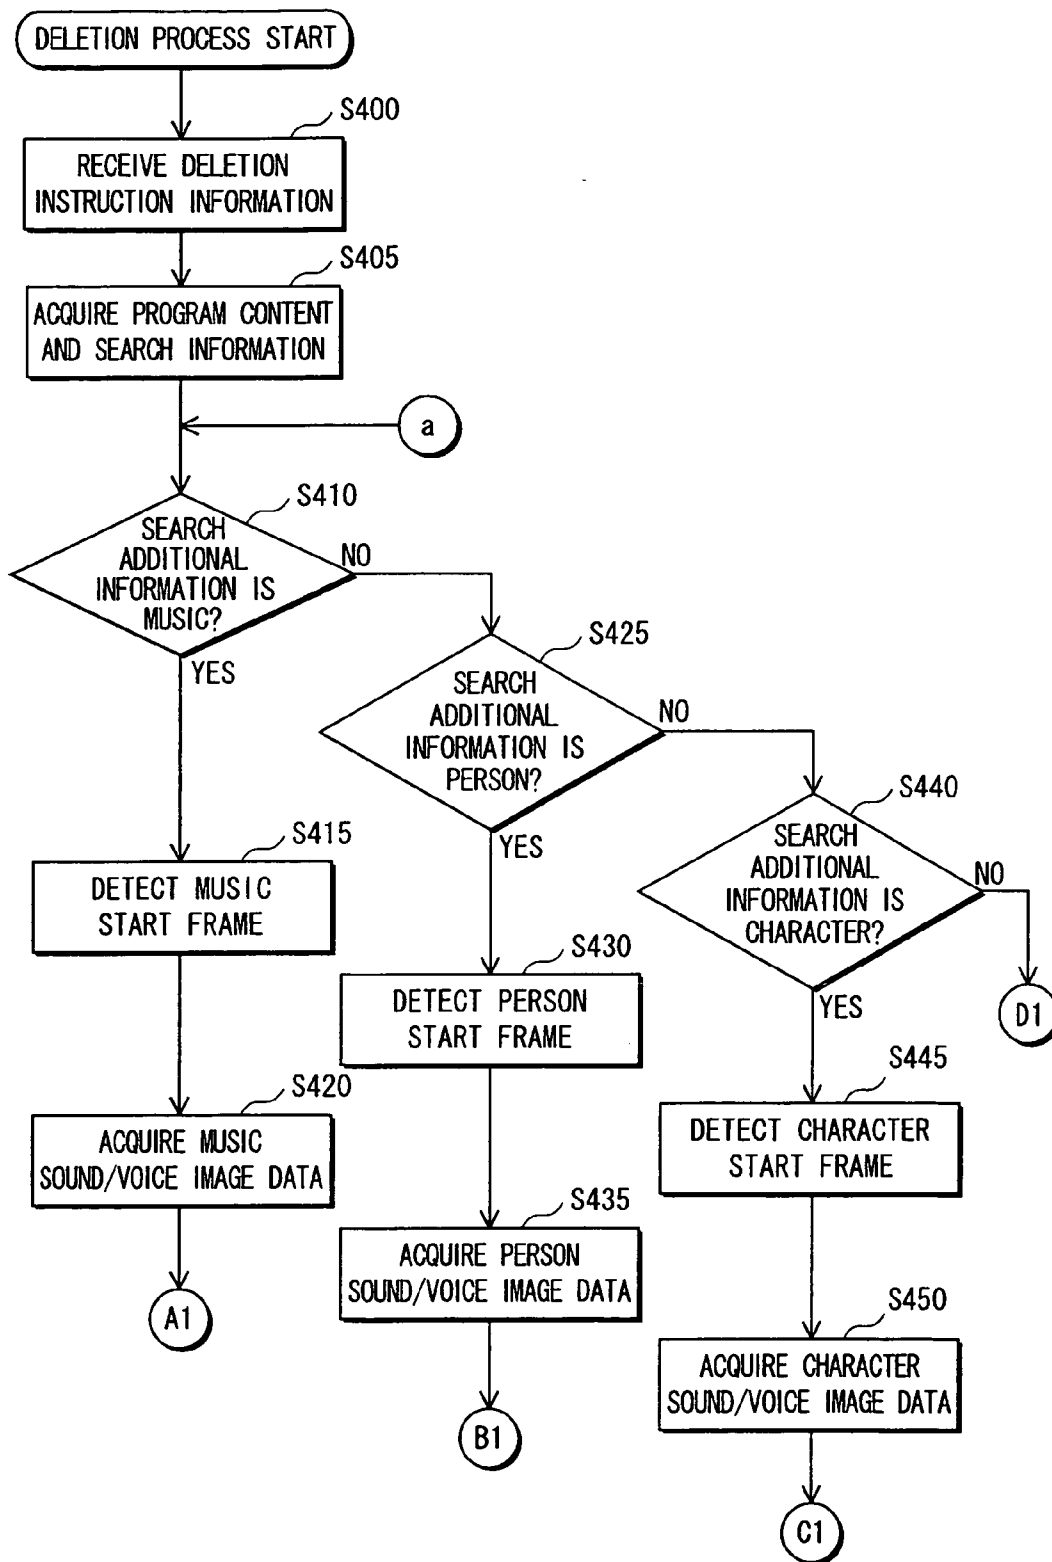 DELETION PROCESS START
S400
RECEIVE DELETION
INSTRUCTION INFORMATION
S405
ACQUIRE PROGRAM CONTENT
AND SEARCH INFORMATION
a
S410
SEARCH
ADDITIONAL
INFORMATION IS
MUSIC?
NO
YES
S425
SEARCH
ADDITIONAL
INFORMATION IS
PERSON?
NO
YES
S440
SEARCH
ADDITIONAL
INFORMATION IS
CHARACTER?
NO
YES
D1
S415
DETECT MUSIC
START FRAME
S430
DETECT PERSON
START FRAME
S445
DETECT CHARACTER
START FRAME
S420
ACQUIRE MUSIC
SOUND/VOICE IMAGE DATA
S435
ACQUIRE PERSON
SOUND/VOICE IMAGE DATA
S450
ACQUIRE CHARACTER
SOUND/VOICE IMAGE DATA
A1
B1
C1